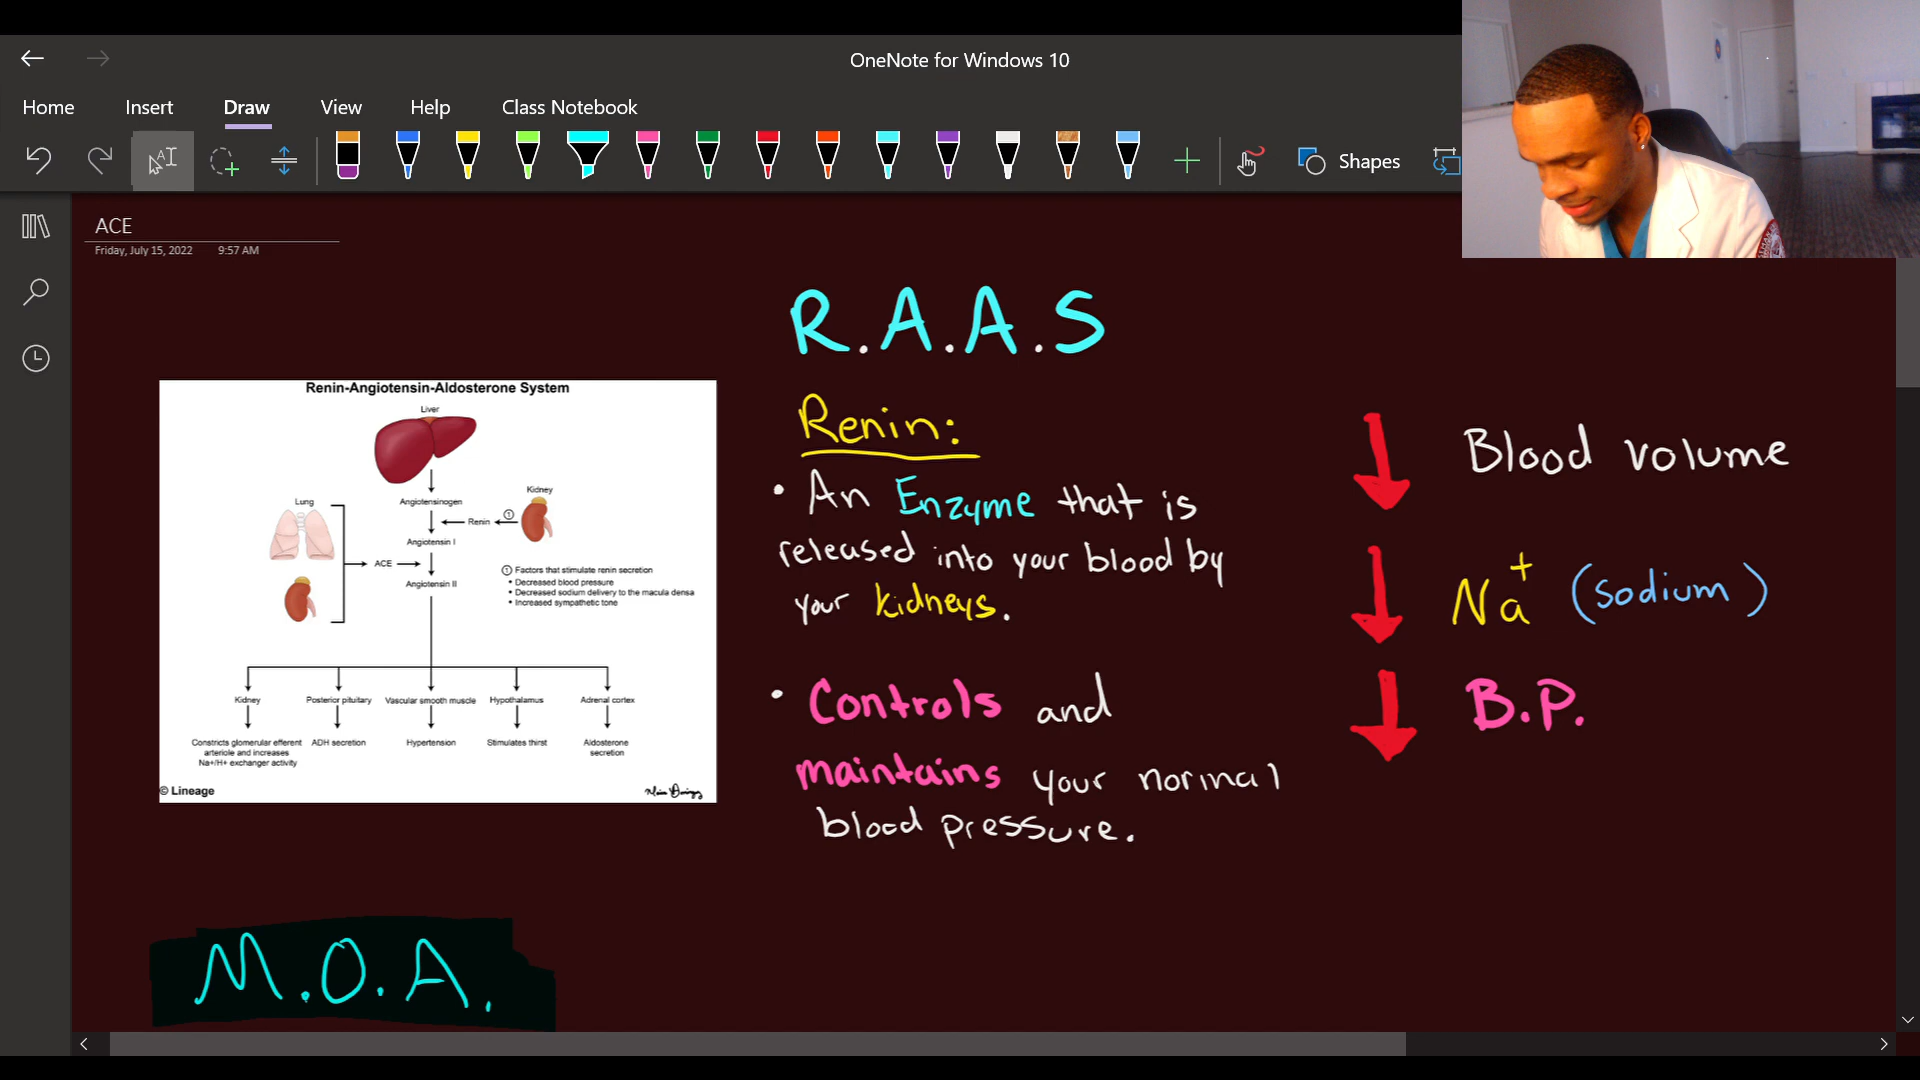 OneNote for Windows 10
Home Insert Draw View Help Class Notebook
Shapes
ACE
Friday, July 15, 2022 9:57 AM
R.A.A.S
Renin-Angiotensin-Aldosterone System
Liver
Lung
Angiotensinogen
Kidney
Renin
1
Angiotensin I
ACE
Angiotensin II
1 Factors that stimulate renin secretion
• Decreased blood pressure
• Decreased sodium delivery to the macula densa
• Increased sympathetic tone
Kidney
Posterior pituitary
Vascular smooth muscle
Hypothalamus
Adrenal cortex
Constricts glomerular efferent
arteriole and increases
Na+/H+ exchanger activity
ADH secretion
Hypertension
Stimulates thirst
Aldosterone
secretion
© Lineage
Renin:
• An Enzyme that is
released into your blood by
your kidneys.
• Controls and
maintains your normal
blood pressure.
Blood volume
Na+ (sodium)
B.P.
M.O.A.